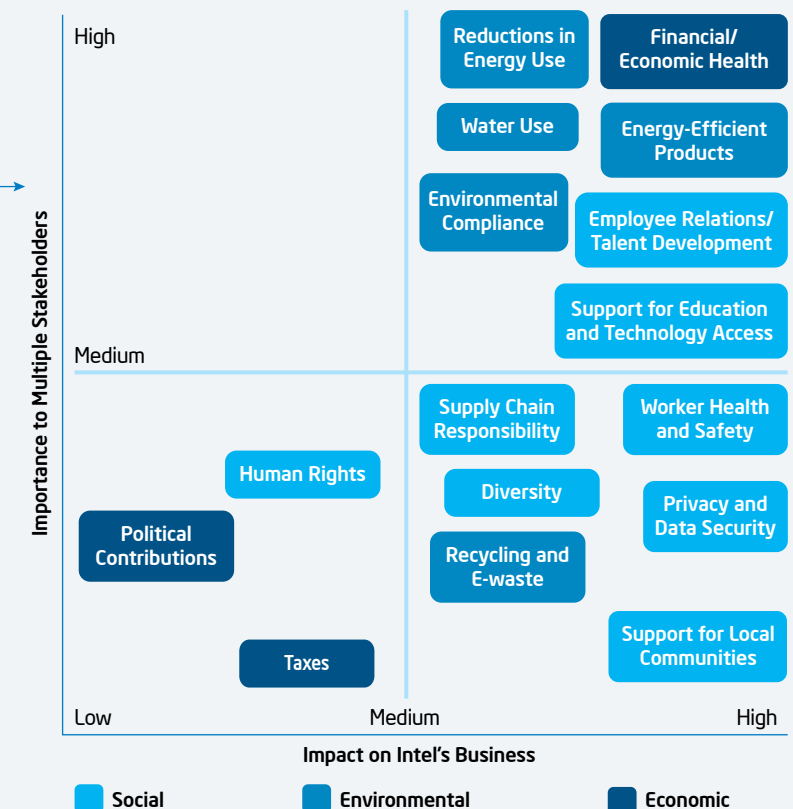 High
Reductions in
Energy Use
Financial/
Economic Health
Water Use
Energy-Efficient
Products
Environmental
Compliance
Employee Relations/
Talent Development
Support for Education
and Technology Access
Medium
Importance to Multiple Stakeholders
Supply Chain
Responsibility
Worker Health
and Safety
Human Rights
Diversity
Privacy and
Data Security
Political
Contributions
Recycling and
E-waste
Support for Local
Communities
Taxes
Low
Medium
High
Impact on Intel's Business
Social
Environmental
Economic